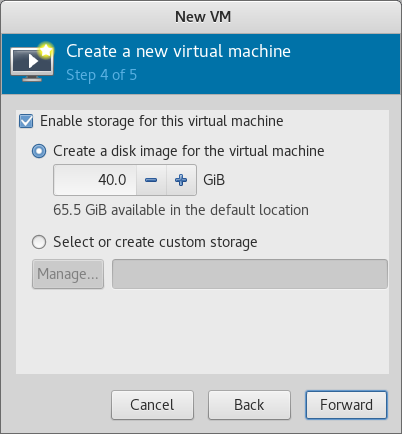 New VM
Create a new virtual machine
Step 4 of 5
Enable storage for this virtual machine
Create a disk image for the virtual machine
40.0 GiB
65.5 GiB available in the default location
Select or create custom storage
Manage...
Cancel Back Forward